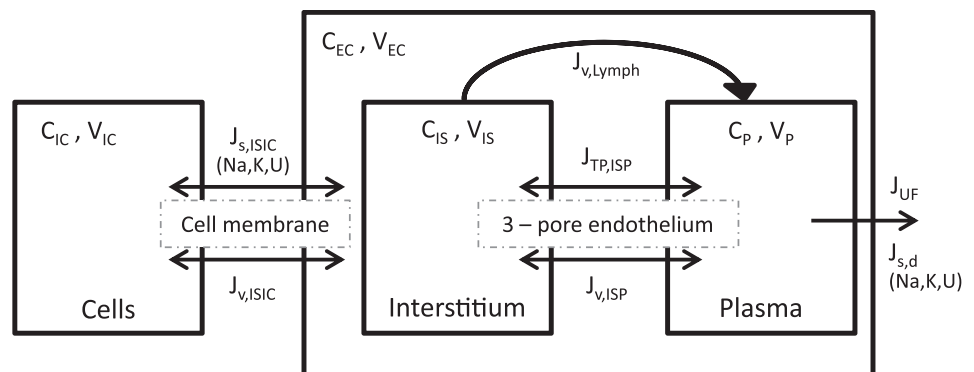 C_EC , V_EC
J_v,Lymph
C_IC , V_IC
J_s,ISIC
(Na,K,U)
C_IS , V_IS
C_P , V_P
J_TP,ISP
J_UF
Cell membrane
3 – pore endothelium
J_s,d
(Na,K,U)
J_v,ISIC
J_v,ISP
Cells
Interstitium
Plasma